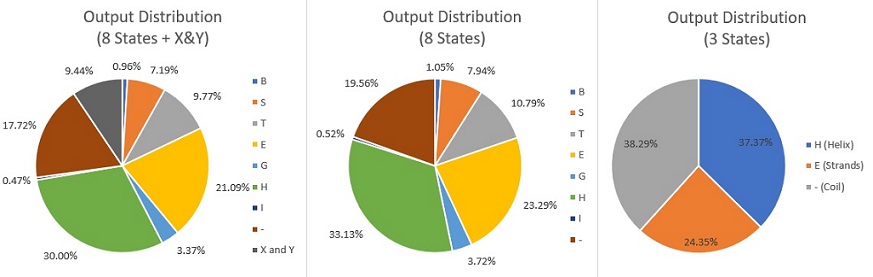 Output Distribution
(8 States + X&Y)
9.44%
0.96%
7.19%
9.77%
17.72%
21.09%
0.47%
3.37%
30.00%
B
S
T
E
G
H
I
-
X and Y
Output Distribution
(8 States)
1.05%
7.94%
19.56%
10.79%
0.52%
23.29%
33.13%
3.72%
B
S
T
E
G
H
I
-
Output Distribution
(3 States)
38.29%
37.37%
24.35%
H (Helix)
E (Strands)
- (Coil)